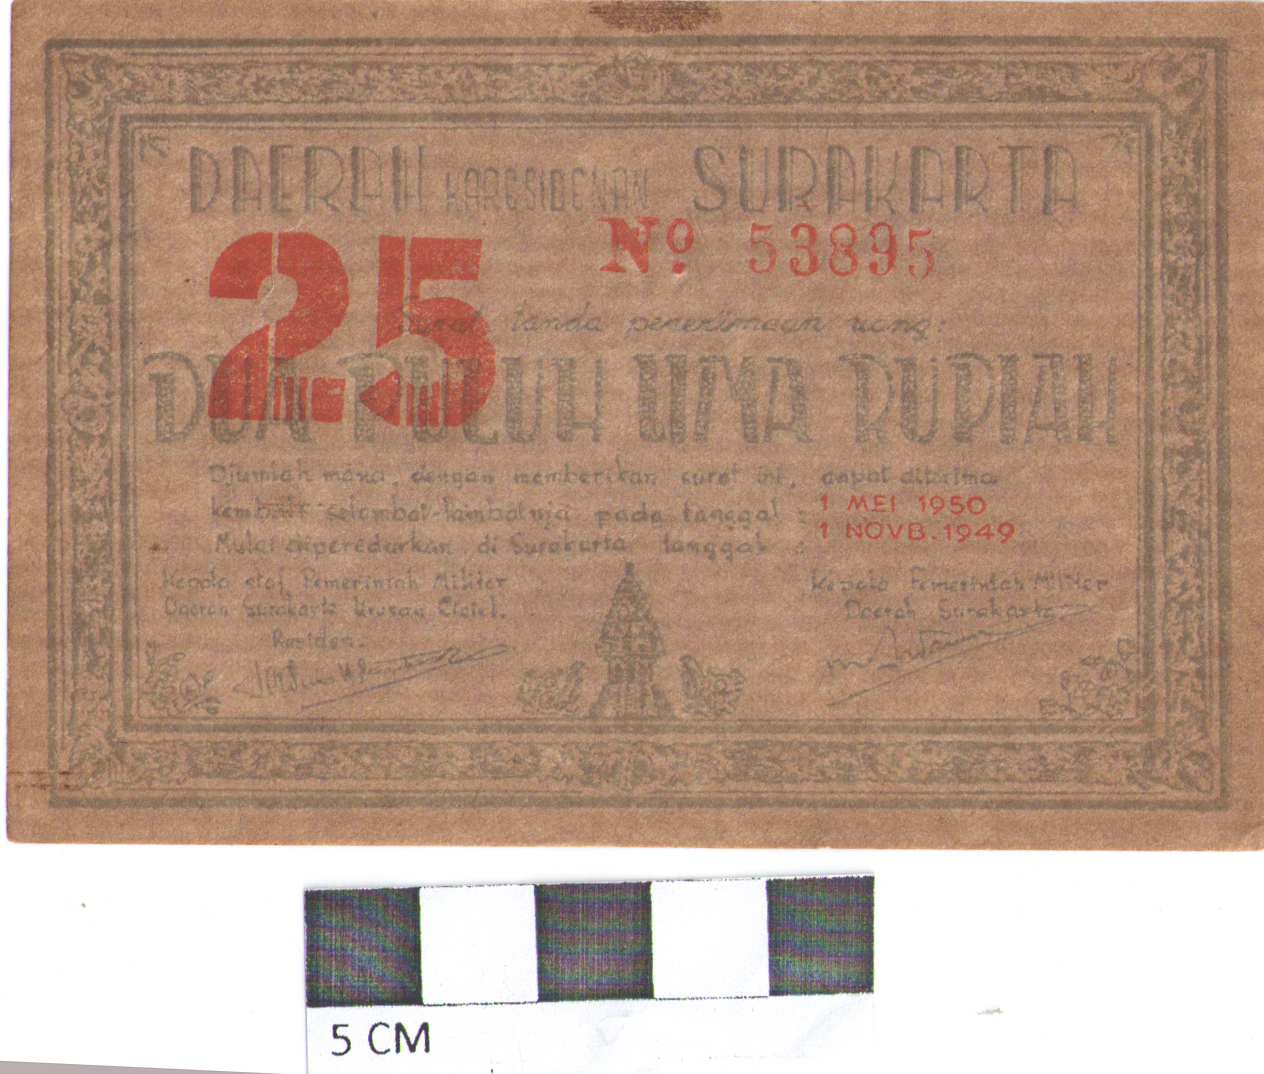 DAERAH KARESIDENAN SURAKARTA
No 53895
25
Surat tanda penerimaan uang:
DUA PULUH LIMA RUPIAH
Djumlah mana, dengan memberikan surat ini, dapat diterima
kembali selambat-lambatnja pada tanggal : 1 MEI 1950
Mulai diperedarkan di Surakarta tanggal : 1 NOVB. 1949
Kepala staf Pemerintah Militer
Daerah Surakarta Urusan Civiel.
Residen.
Kepala Pemerintah Militer
Daerah Surakarta
5 CM